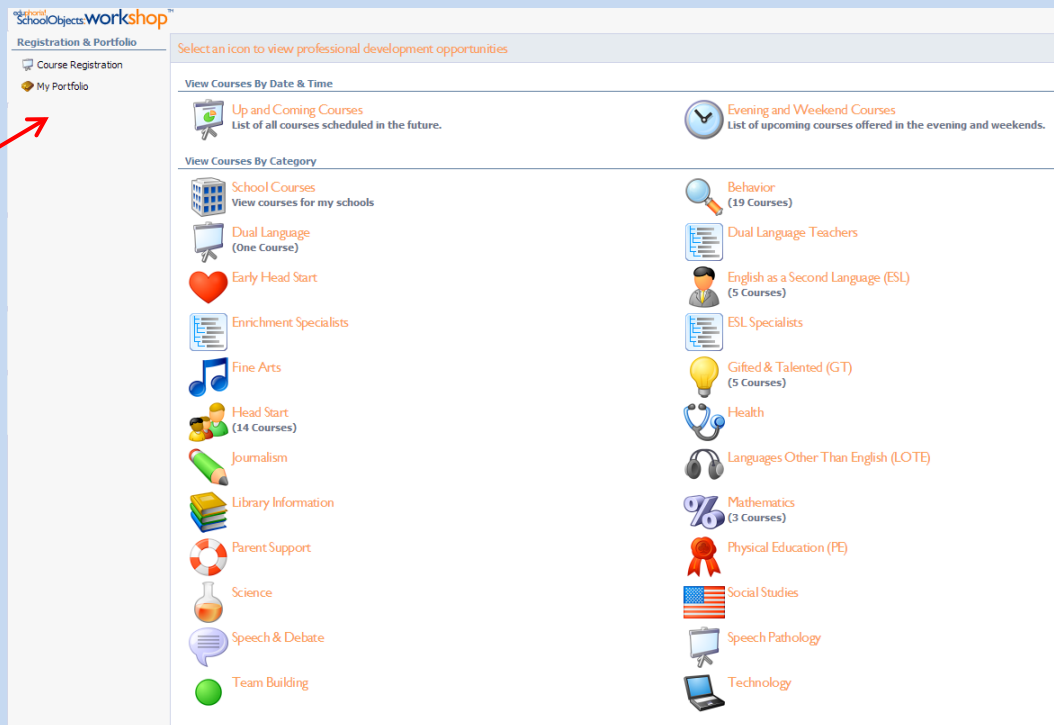 eduphoria!
SchoolObjects:workshop™
Registration & Portfolio
Course Registration
My Portfolio
Select an icon to view professional development opportunities
View Courses By Date & Time
Up and Coming Courses
List of all courses scheduled in the future.
Evening and Weekend Courses
List of upcoming courses offered in the evening and weekends.
View Courses By Category
School Courses
View courses for my schools
Behavior
(19 Courses)
Dual Language
(One Course)
Dual Language Teachers
Early Head Start
English as a Second Language (ESL)
(5 Courses)
Enrichment Specialists
ESL Specialists
Fine Arts
Gifted & Talented (GT)
(5 Courses)
Head Start
(14 Courses)
Health
Journalism
Languages Other Than English (LOTE)
Library Information
Mathematics
(3 Courses)
Parent Support
Physical Education (PE)
Science
Social Studies
Speech & Debate
Speech Pathology
Team Building
Technology